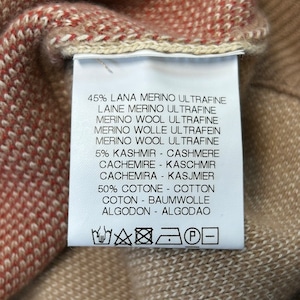 45% LANA MERINO ULTRAFINE
LAINE MERINO ULTRAFINE
MERINO WOOL ULTRAFINE
MERINO WOLLE ULTRAFEIN
MERINO WOOL ULTRAFINE
5% KASHMIR - CASHMERE
CACHEMIRE - KASCHMIR
CACHEMIRA - KASJMIER
50% COTONE - COTTON
COTON - BAUMWOLLE
ALGODON - ALGODAO
P